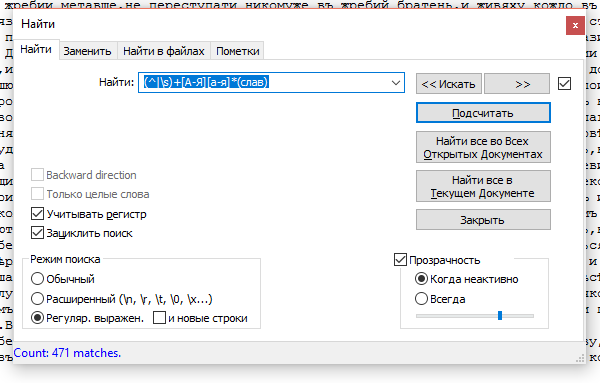 жребии метавше.не переступати никомуже въ жребий братень.и живяху кождо въ
Найти
Найти
Заменить
Найти в файлах
Пометки
Найти:
(^|\s)+[А-Я][а-я]*(слав)
<< Искать
>>
Подсчитать
Найти все во Всех
Открытых Документах
Найти все в
Текущем Документе
Закрыть
Backward direction
Только целые слова
Учитывать регистр
Зациклить поиск
Режим поиска
Обычный
Расширенный (\n, \r, \t, \0, \x...)
Регуляр. выражен.
и новые строки
Прозрачность
Когда неактивно
Всегда
Count: 471 matches.